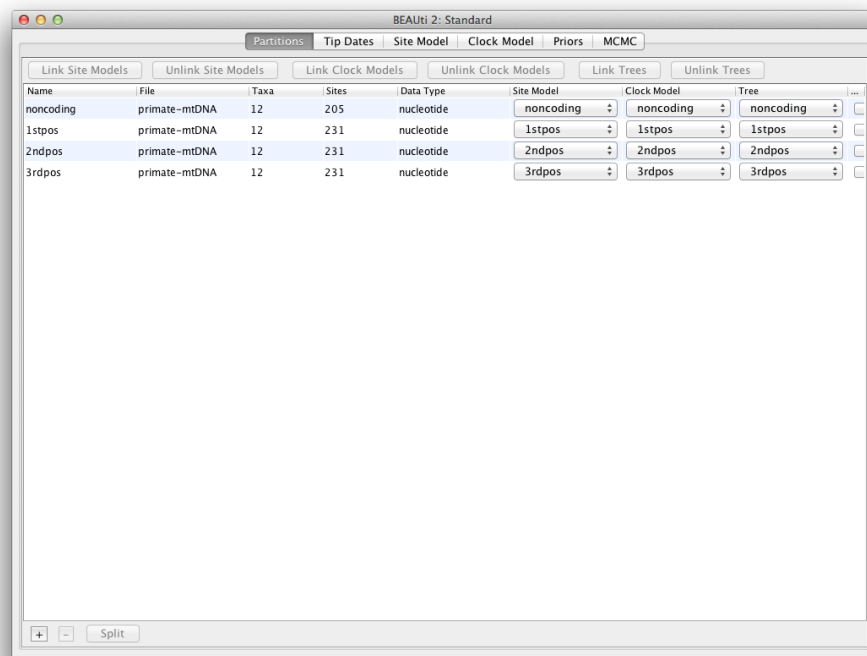 BEAUti 2: Standard
Partitions Tip Dates Site Model Clock Model Priors MCMC
Link Site Models Unlink Site Models Link Clock Models Unlink Clock Models Link Trees Unlink Trees
Name File Taxa Sites Data Type Site Model Clock Model Tree ...
noncoding primate-mtDNA 12 205 nucleotide noncoding noncoding noncoding
1stpos primate-mtDNA 12 231 nucleotide 1stpos 1stpos 1stpos
2ndpos primate-mtDNA 12 231 nucleotide 2ndpos 2ndpos 2ndpos
3rdpos primate-mtDNA 12 231 nucleotide 3rdpos 3rdpos 3rdpos
+ - Split